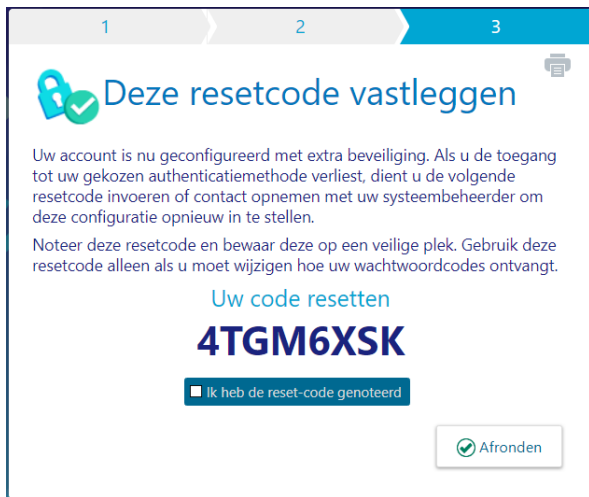 1 2 3
Deze resetcode vastleggen
Uw account is nu geconfigureerd met extra beveiliging. Als u de toegang
tot uw gekozen authenticatiemethode verliest, dient u de volgende
resetcode invoeren of contact opnemen met uw systeembeheerder om
deze configuratie opnieuw in te stellen.
Noteer deze resetcode en bewaar deze op een veilige plek. Gebruik deze
resetcode alleen als u moet wijzigen hoe uw wachtwoordcodes ontvangt.
Uw code resetten
4TGM6XSK
Ik heb de reset-code genoteerd
Afronden